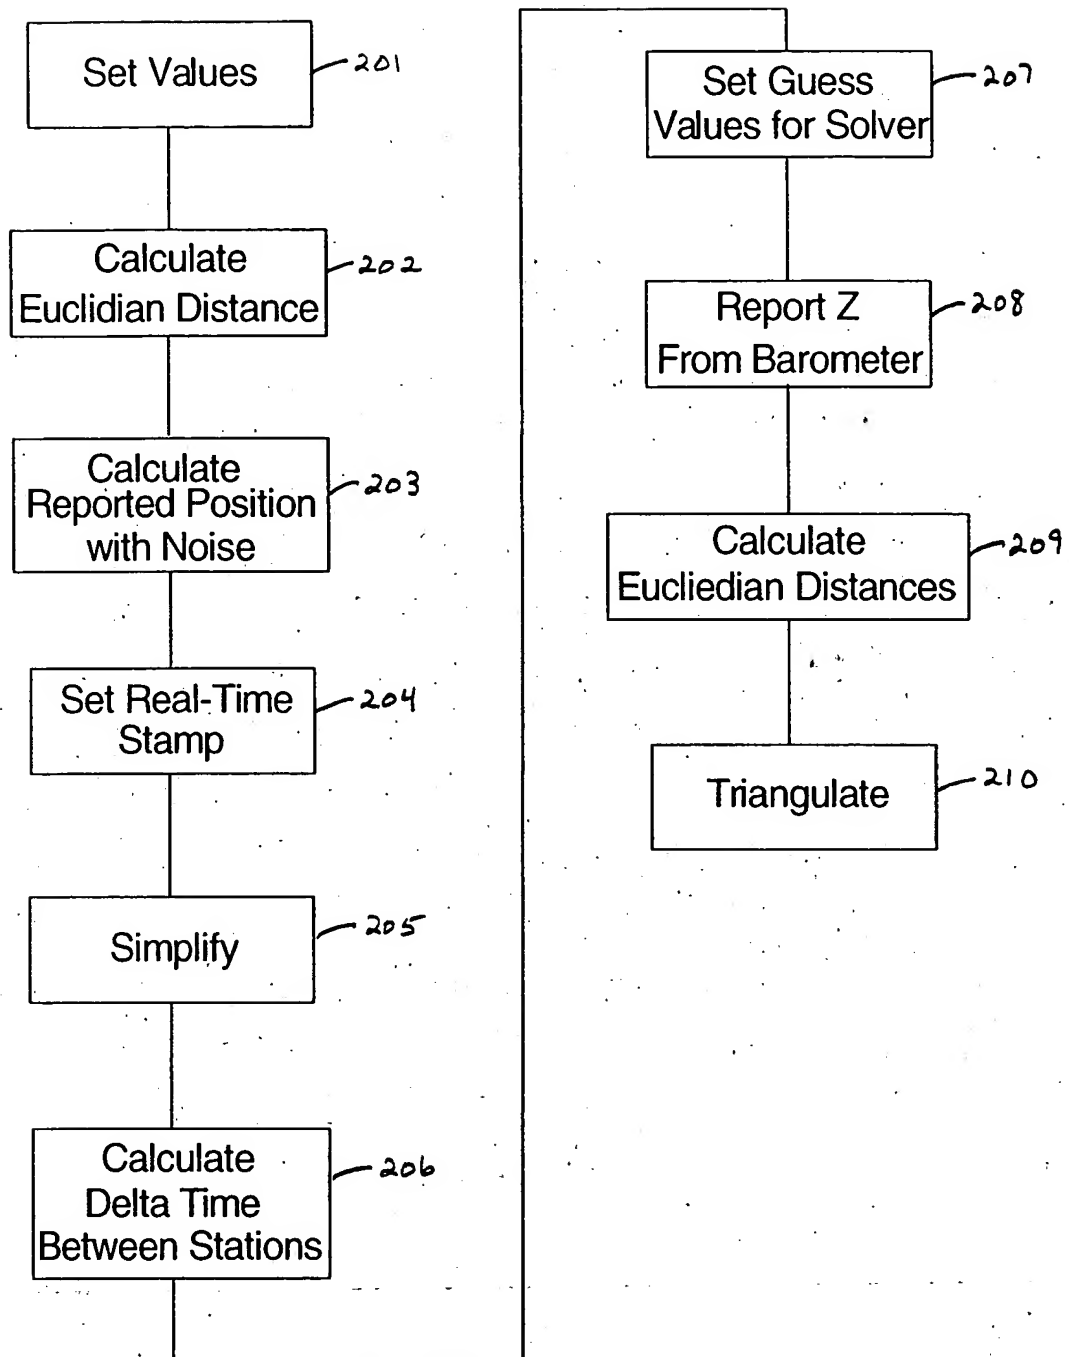 Set Values
201
Calculate
Euclidian Distance
202
Calculate
Reported Position
with Noise
203
Set Real-Time
Stamp
204
Simplify
205
Calculate
Delta Time
Between Stations
206
Set Guess
Values for Solver
207
Report Z
From Barometer
208
Calculate
Eucliedian Distances
209
Triangulate
210